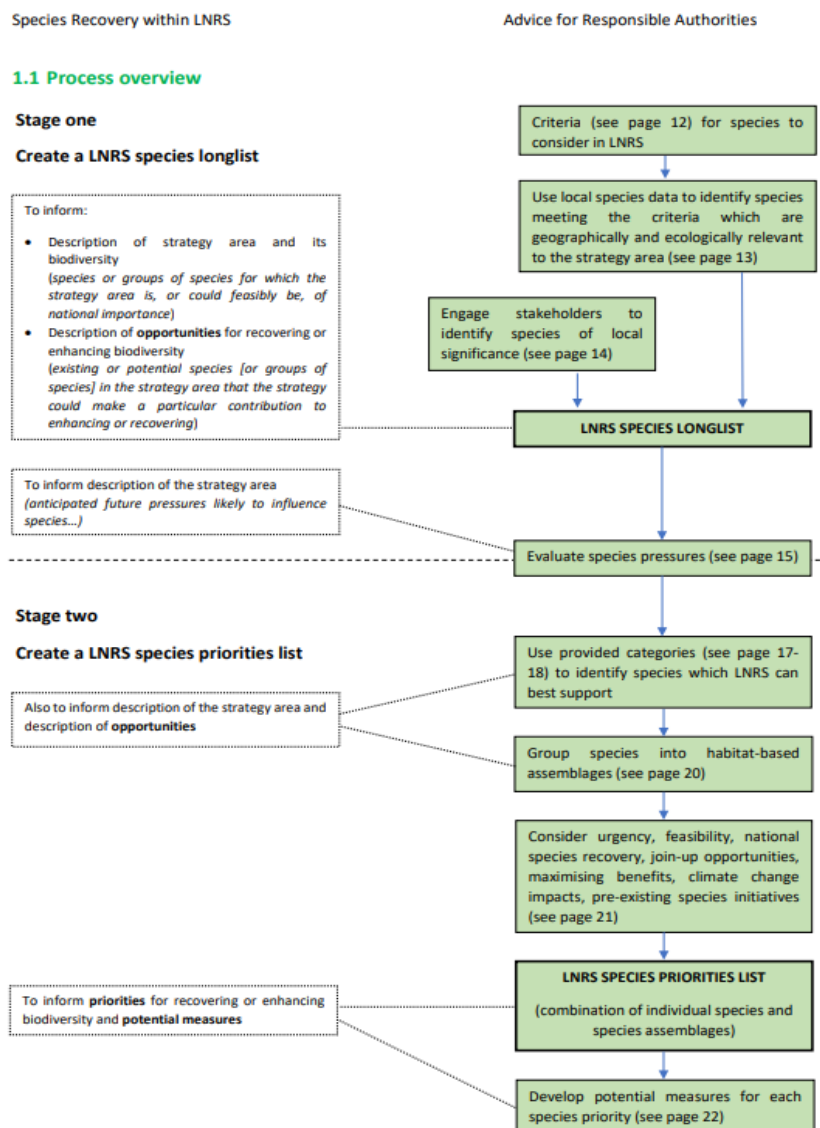 Species Recovery within LNRS
Advice for Responsible Authorities
1.1 Process overview
Stage one
Create a LNRS species longlist
To inform:
• Description of strategy area and its
biodiversity
(species or groups of species for which the
strategy area is, or could feasibly be, of
national importance)
• Description of opportunities for recovering or
enhancing biodiversity
(existing or potential species [or groups of
species] in the strategy area that the strategy
could make a particular contribution to
enhancing or recovering)
To inform description of the strategy area
(anticipated future pressures likely to influence
species...)
Criteria (see page 12) for species to
consider in LNRS
Use local species data to identify species
meeting the criteria which are
geographically and ecologically relevant
to the strategy area (see page 13)
Engage stakeholders to
identify species of local
significance (see page 14)
LNRS SPECIES LONGLIST
Evaluate species pressures (see page 15)
Stage two
Create a LNRS species priorities list
Also to inform description of the strategy area and
description of opportunities
Use provided categories (see page 17-
18) to identify species which LNRS can
best support
Group species into habitat-based
assemblages (see page 20)
Consider urgency, feasibility, national
species recovery, join-up opportunities,
maximising benefits, climate change
impacts, pre-existing species initiatives
(see page 21)
To inform priorities for recovering or enhancing
biodiversity and potential measures
LNRS SPECIES PRIORITIES LIST
(combination of individual species and
species assemblages)
Develop potential measures for each
species priority (see page 22)